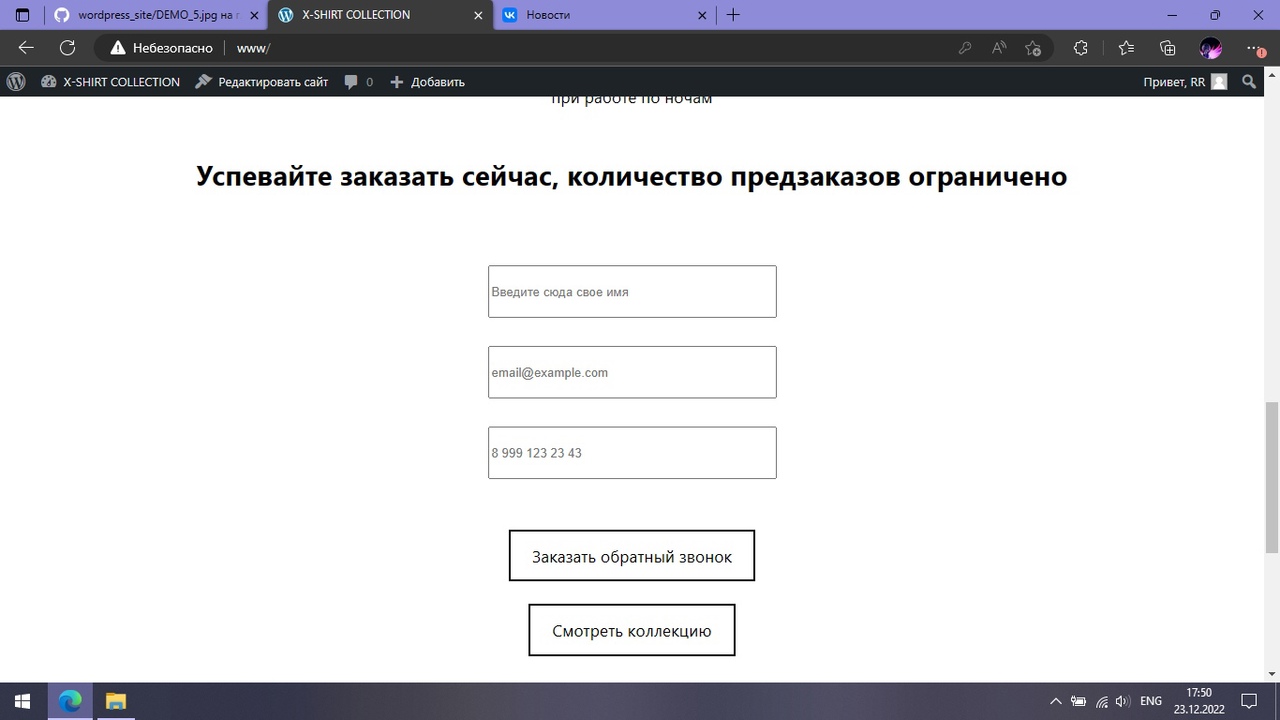 wordpress_site/DEMO_5.jpg на г
X-SHIRT COLLECTION
Новости
Небезопасно
www/
X-SHIRT COLLECTION
Редактировать сайт
0
Добавить
Привет, RR
при работе по ночам
Успевайте заказать сейчас, количество предзаказов ограничено
Введите сюда свое имя
email@example.com
8 999 123 23 43
Заказать обратный звонок
Смотреть коллекцию
ENG
17:50
23.12.2022